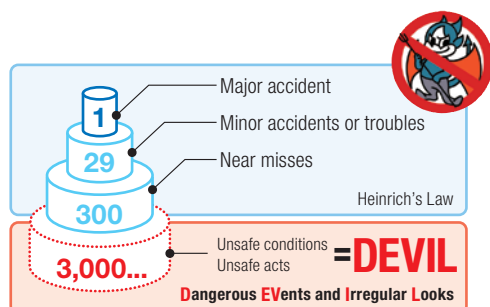 Major accident
1
Minor accidents or troubles
29
Near misses
300
Heinrich's Law
Unsafe conditions
Unsafe acts
=DEVIL
3,000...
Dangerous EVents and Irregular Looks